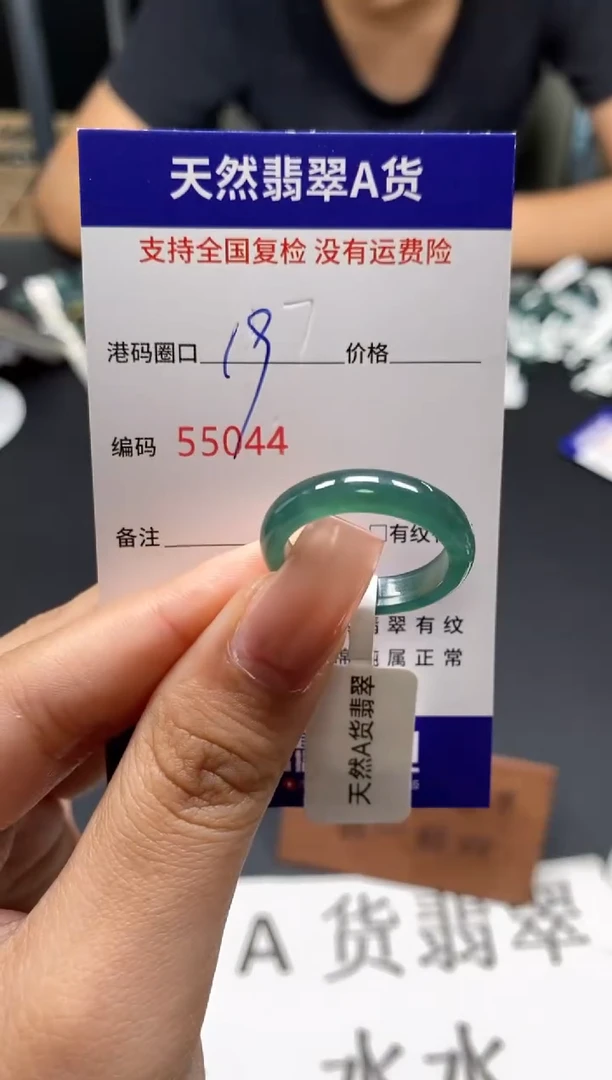 天然翡翠A货
支持全国复检 没有运费险
港码圈口 19 价格
编码 55044
备注 □有纹
翠有纹
属正常
天然A货翡翠
A货翡翠
水水